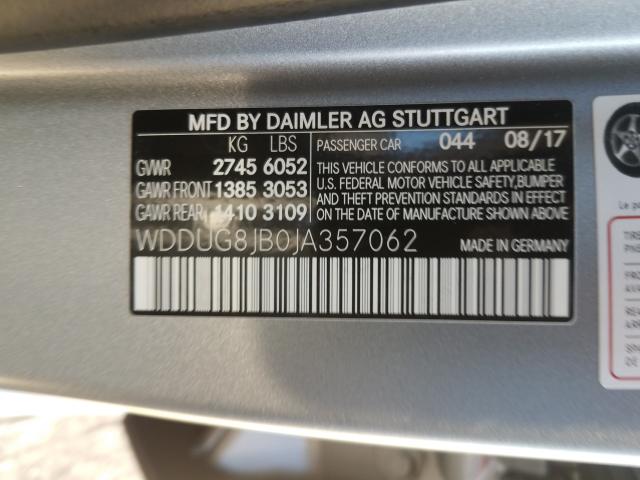 MFD BY DAIMLER AG STUTTGART
KG LBS
PASSENGER CAR 044 08/17
GVWR 2745 6052
GAWR FRONT 1385 3053
GAWR REAR 1410 3109
THIS VEHICLE CONFORMS TO ALL APPLICABLE
U.S. FEDERAL MOTOR VEHICLE SAFETY,BUMPER
AND THEFT PREVENTION STANDARDS IN EFFECT
ON THE DATE OF MANUFACTURE SHOWN ABOVE.
WDDUG8JB0JA357062
MADE IN GERMANY